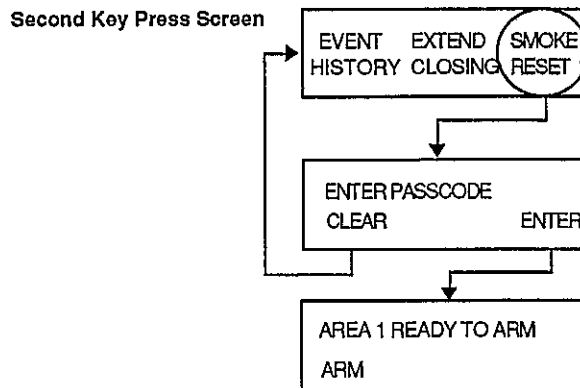 Second Key Press Screen
EVENT EXTEND SMOKE
HISTORY CLOSING RESET
ENTER PASSCODE
CLEAR ENTER
AREA 1 READY TO ARM
ARM